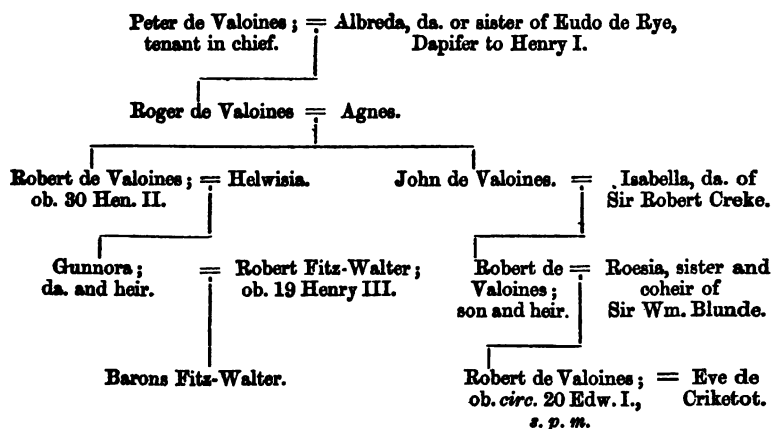 Peter de Valoines ; = Albreda, da. or sister of Eudo de Rye,
tenant in chief. Dapifer to Henry I.
Roger de Valoines = Agnes.
Robert de Valoines ; = Helwisia.
ob. 30 Hen. II.
John de Valoines. = Isabella, da. of
Sir Robert Creke.
Gunnora ; = Robert Fitz-Walter ;
da. and heir. ob. 19 Henry III.
Robert de = Roesia, sister and
Valoines ; coheir of
son and heir. Sir Wm. Blunde.
Barons Fitz-Walter.
Robert de Valoines ; = Eve de
ob. circ. 20 Edw. I., Criketot.
s. p. m.